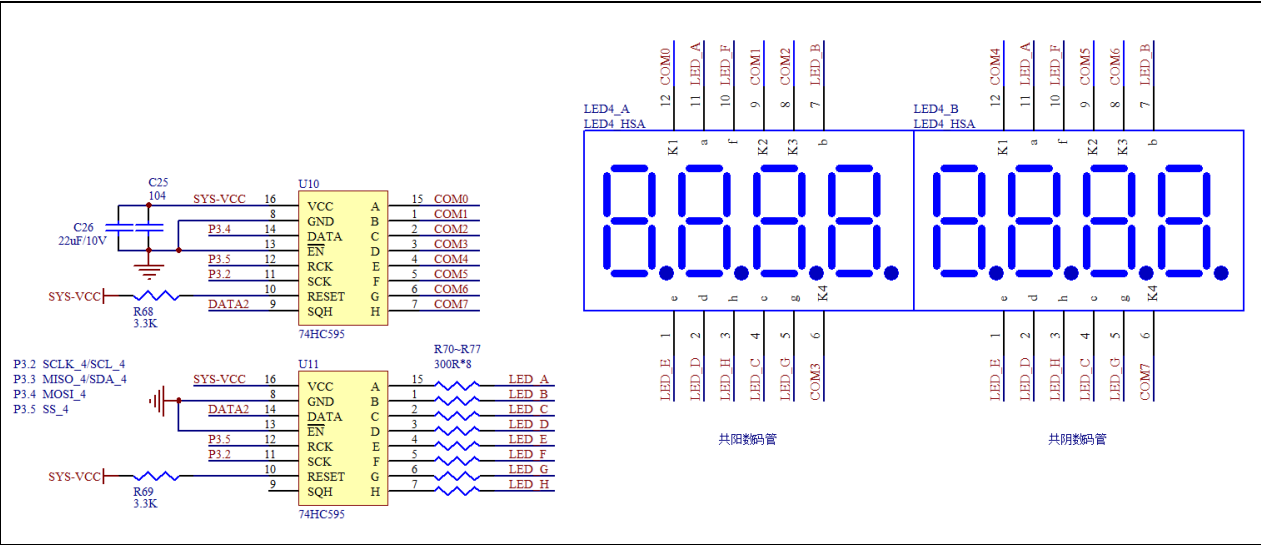 COM0
LED_A
LED_F
COM1
COM2
LED_B
COM4
LED_A
LED_F
COM5
COM6
LED_B
12
11
10
9
8
7
12
11
10
9
8
7
LED4_A
LED4_HSA
LED4_B
LED4_HSA
K1
a
f
K2
K3
b
K1
a
f
K2
K3
b
e
d
h
c
g
K4
e
d
h
c
g
K4
1
2
3
4
5
6
1
2
3
4
5
6
LED_E
LED_D
LED_H
LED_C
LED_G
COM3
LED_E
LED_D
LED_H
LED_C
LED_G
COM7
共阳数码管
共阴数码管
C25
104
C26
22uF/10V
U10
SYS-VCC 16 VCC A 15 COM0
8 GND B 1 COM1
P3.4 14 DATA C 2 COM2
13 EN D 3 COM3
P3.5 12 RCK E 4 COM4
P3.2 11 SCK F 5 COM5
SYS-VCC 10 RESET G 6 COM6
DATA2 9 SQH H 7 COM7
R68
3.3K
74HC595
P3.2 SCLK_4/SCL_4
P3.3 MISO_4/SDA_4
P3.4 MOSI_4
P3.5 SS_4
R70~R77
300R*8
U11
SYS-VCC 16 VCC A 15 LED_A
8 GND B 1 LED_B
DATA2 14 DATA C 2 LED_C
13 EN D 3 LED_D
P3.5 12 RCK E 4 LED_E
P3.2 11 SCK F 5 LED_F
SYS-VCC 10 RESET G 6 LED_G
9 SQH H 7 LED_H
R69
3.3K
74HC595